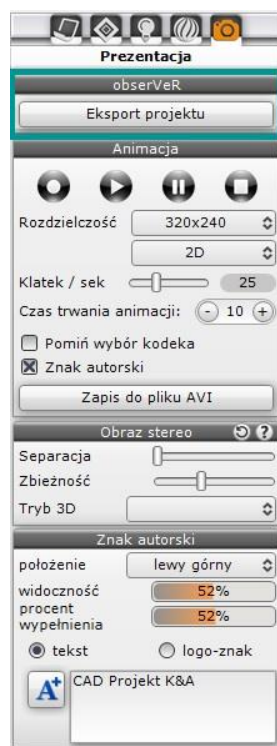 Prezentacja
obserVeR
Eksport projektu
Animacja
Rozdzielczość 320x240
2D
Klatek / sek 25
Czas trwania animacji: - 10 +
Pomiń wybór kodeka
Znak autorski
Zapis do pliku AVI
Obraz stereo ?
Separacja
Zbieżność
Tryb 3D
Znak autorski
położenie lewy górny
widoczność 52%
procent
wypełnienia 52%
tekst logo-znak
A+ CAD Projekt K&A